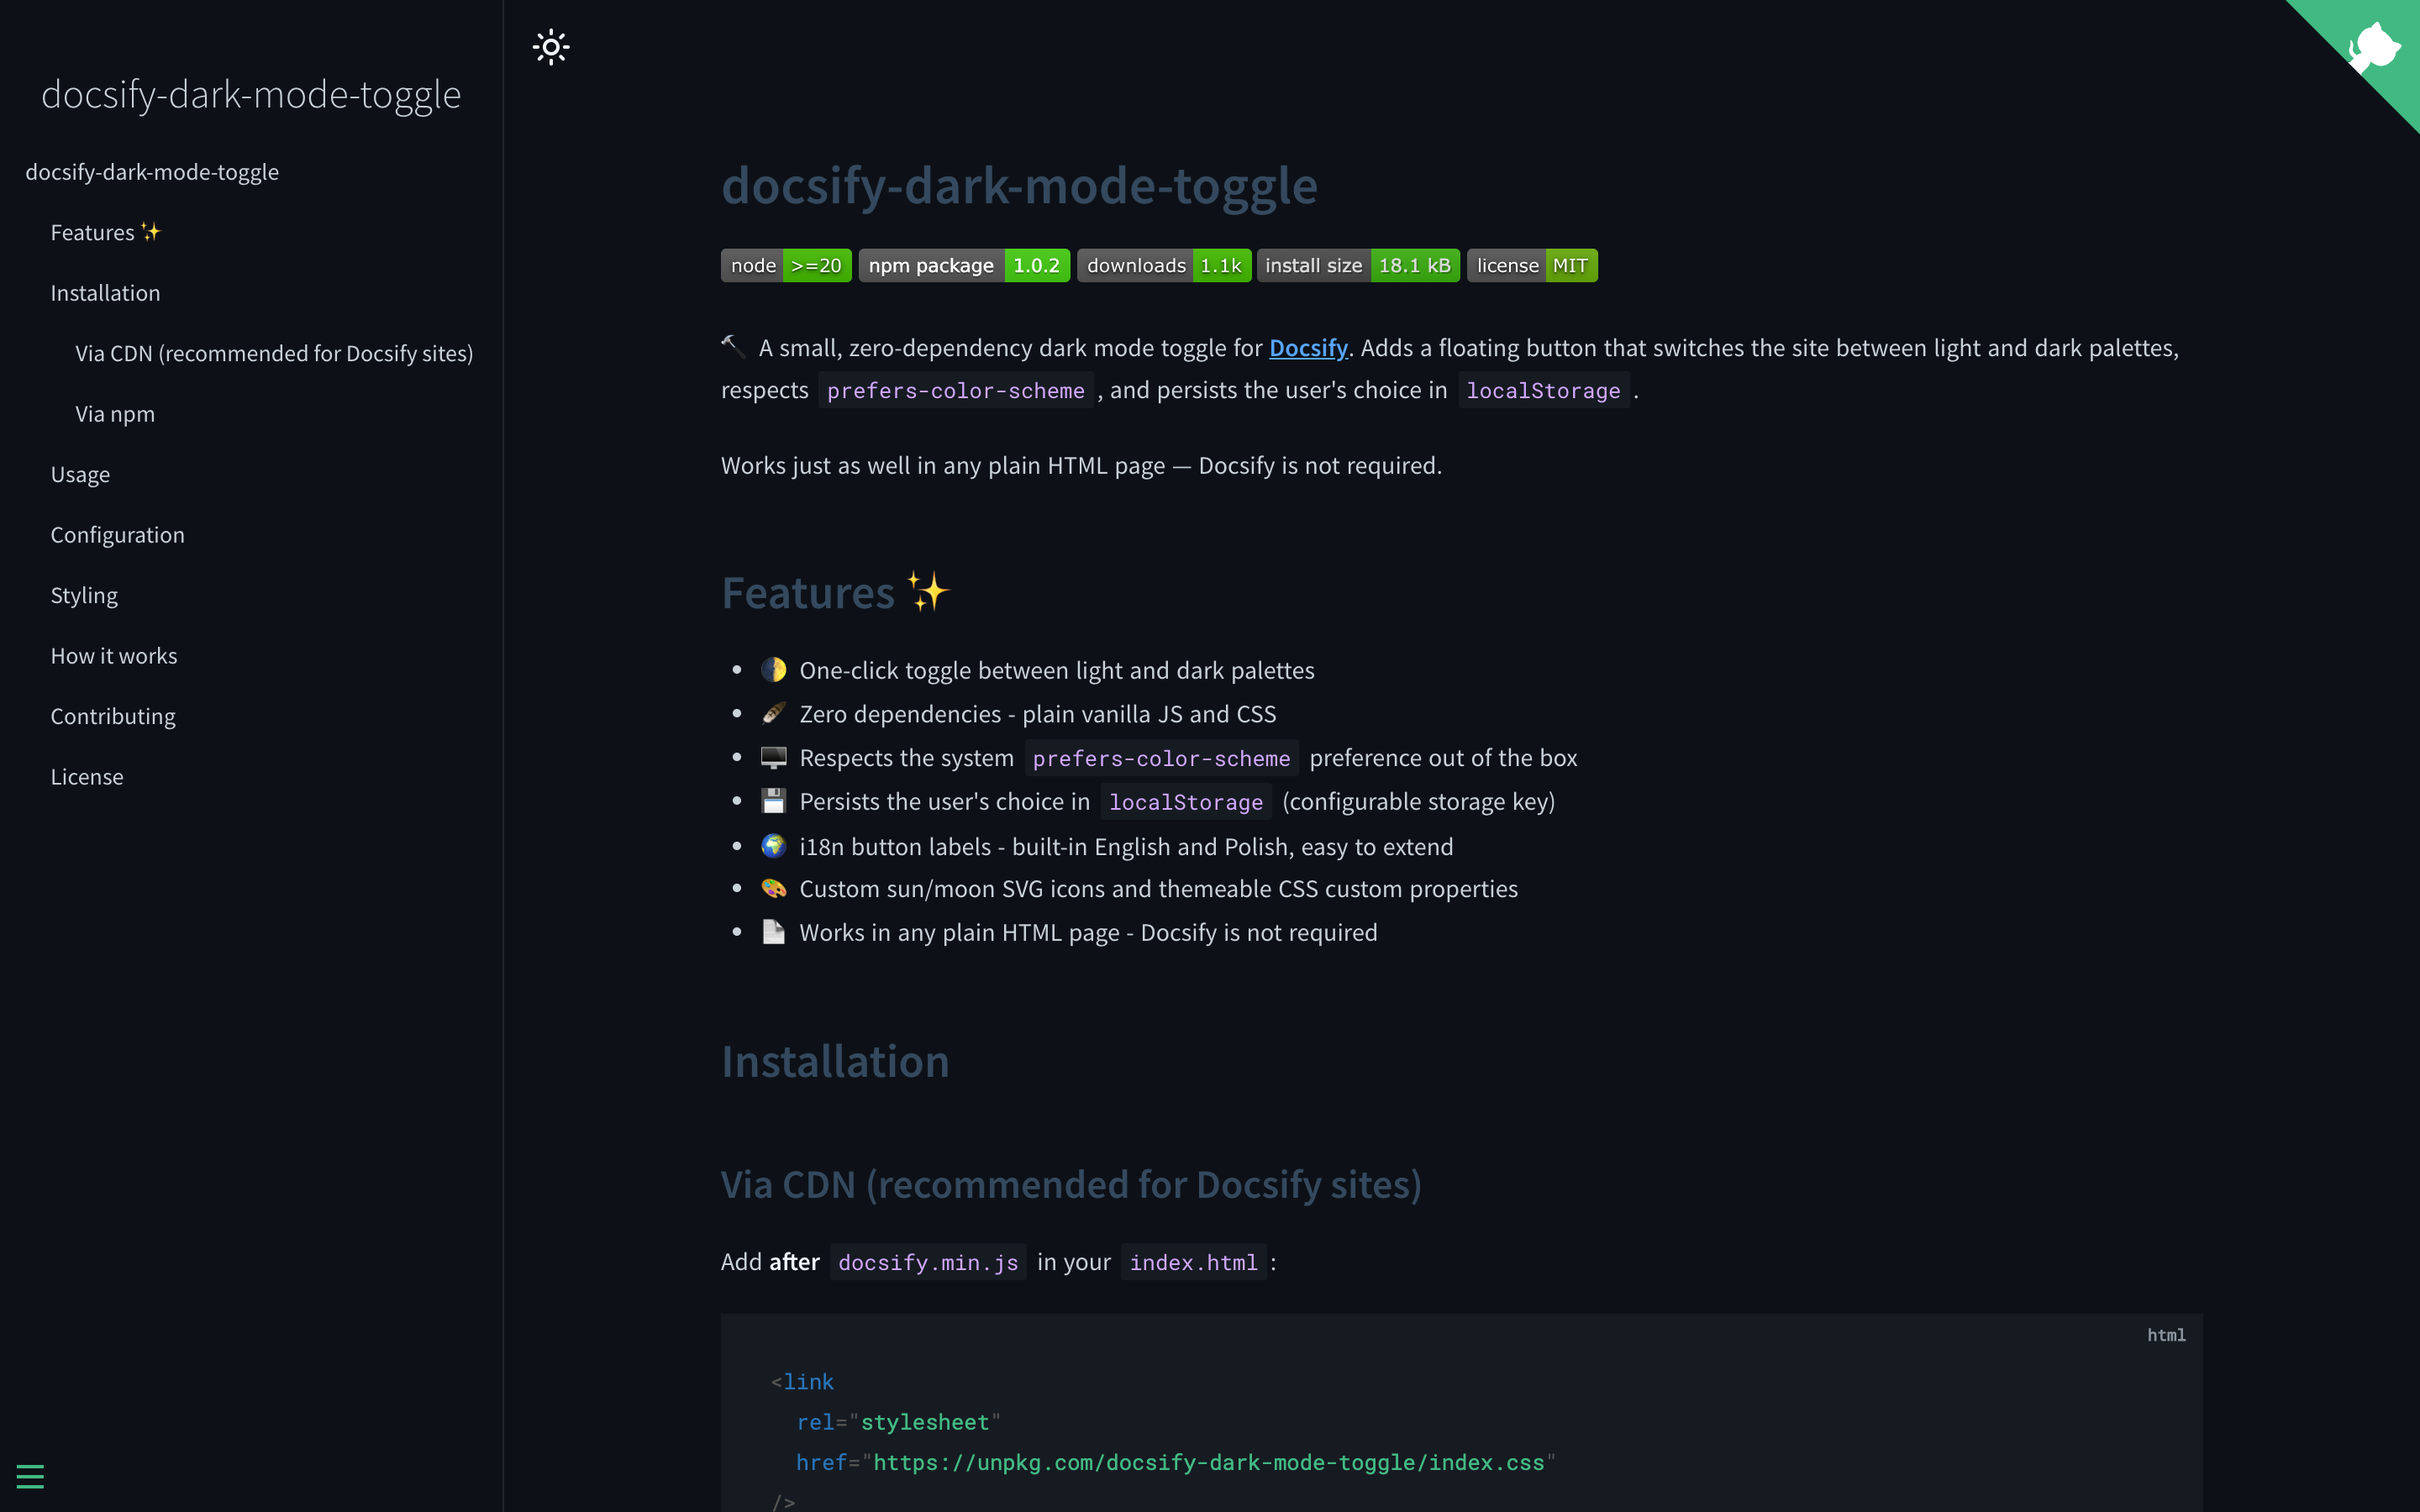 docsify-dark-mode-toggle
docsify-dark-mode-toggle
Features ✨
Installation
Via CDN (recommended for Docsify sites)
Via npm
Usage
Configuration
Styling
How it works
Contributing
License
docsify-dark-mode-toggle
node >=20 npm package 1.0.2 downloads 1.1k install size 18.1 kB license MIT
🔨 A small, zero-dependency dark mode toggle for Docsify. Adds a floating button that switches the site between light and dark palettes,
respects prefers-color-scheme, and persists the user's choice in localStorage.
Works just as well in any plain HTML page — Docsify is not required.
Features ✨
• 🌓 One-click toggle between light and dark palettes
• 🪶 Zero dependencies - plain vanilla JS and CSS
• 🖥️ Respects the system prefers-color-scheme preference out of the box
• 💾 Persists the user's choice in localStorage (configurable storage key)
• 🌍 i18n button labels - built-in English and Polish, easy to extend
• 🎨 Custom sun/moon SVG icons and themeable CSS custom properties
• 📄 Works in any plain HTML page - Docsify is not required
Installation
Via CDN (recommended for Docsify sites)
Add after docsify.min.js in your index.html:
html
<link
rel="stylesheet"
href="https://unpkg.com/docsify-dark-mode-toggle/index.css"
/>